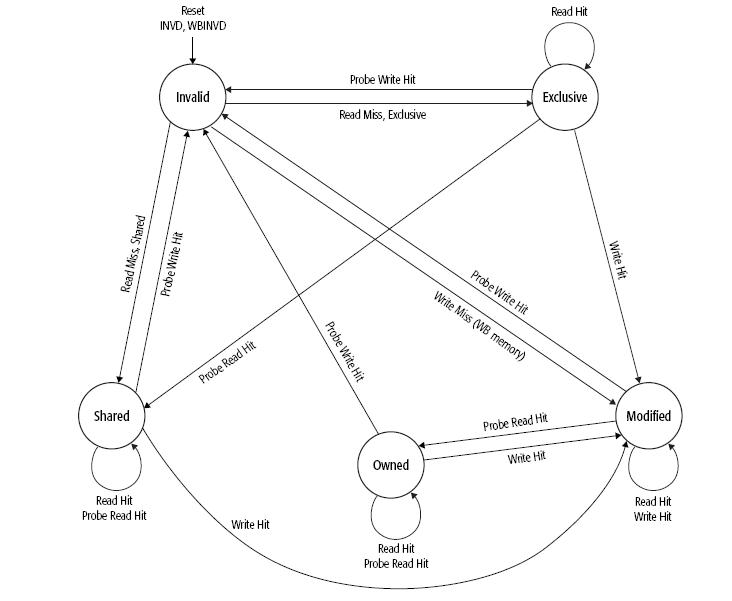 Reset
INVD, WBINVD
Read Hit
Invalid
Probe Write Hit
Exclusive
Read Miss, Exclusive
Read Miss, Shared
Probe Write Hit
Write Hit
Probe Write Hit
Write Miss (WB memory)
Probe Write Hit
Probe Read Hit
Shared
Probe Read Hit
Modified
Owned
Write Hit
Read Hit
Probe Read Hit
Read Hit
Write Hit
Write Hit
Read Hit
Probe Read Hit